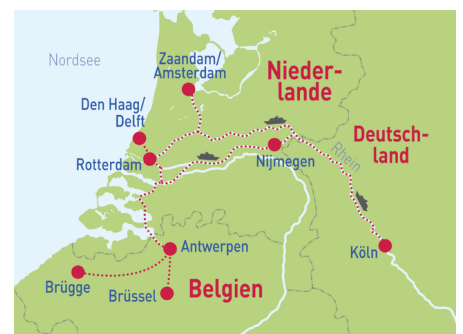 Nordsee
Zaandam/
Amsterdam
Nieder-
lande
Den Haag/
Delft
Deutsch-
land
Rotterdam
Nijmegen
Rhein
Antwerpen
Köln
Brügge
Brüssel
Belgien